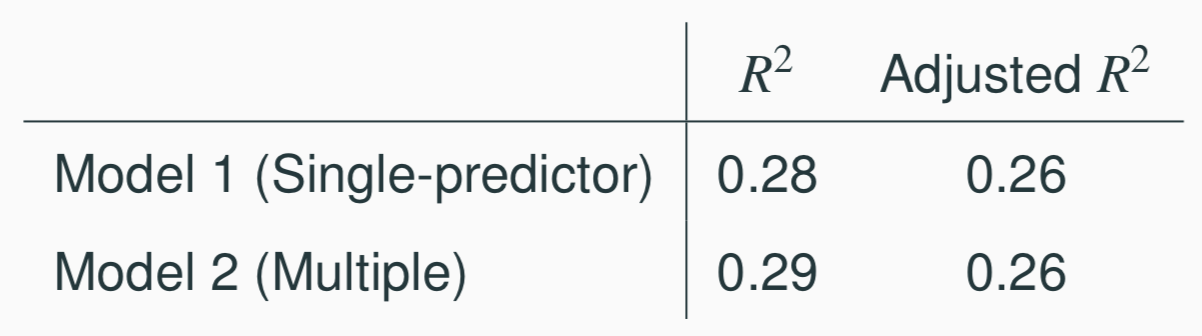 R² Adjusted R²
Model 1 (Single-predictor) 0.28 0.26
Model 2 (Multiple) 0.29 0.26